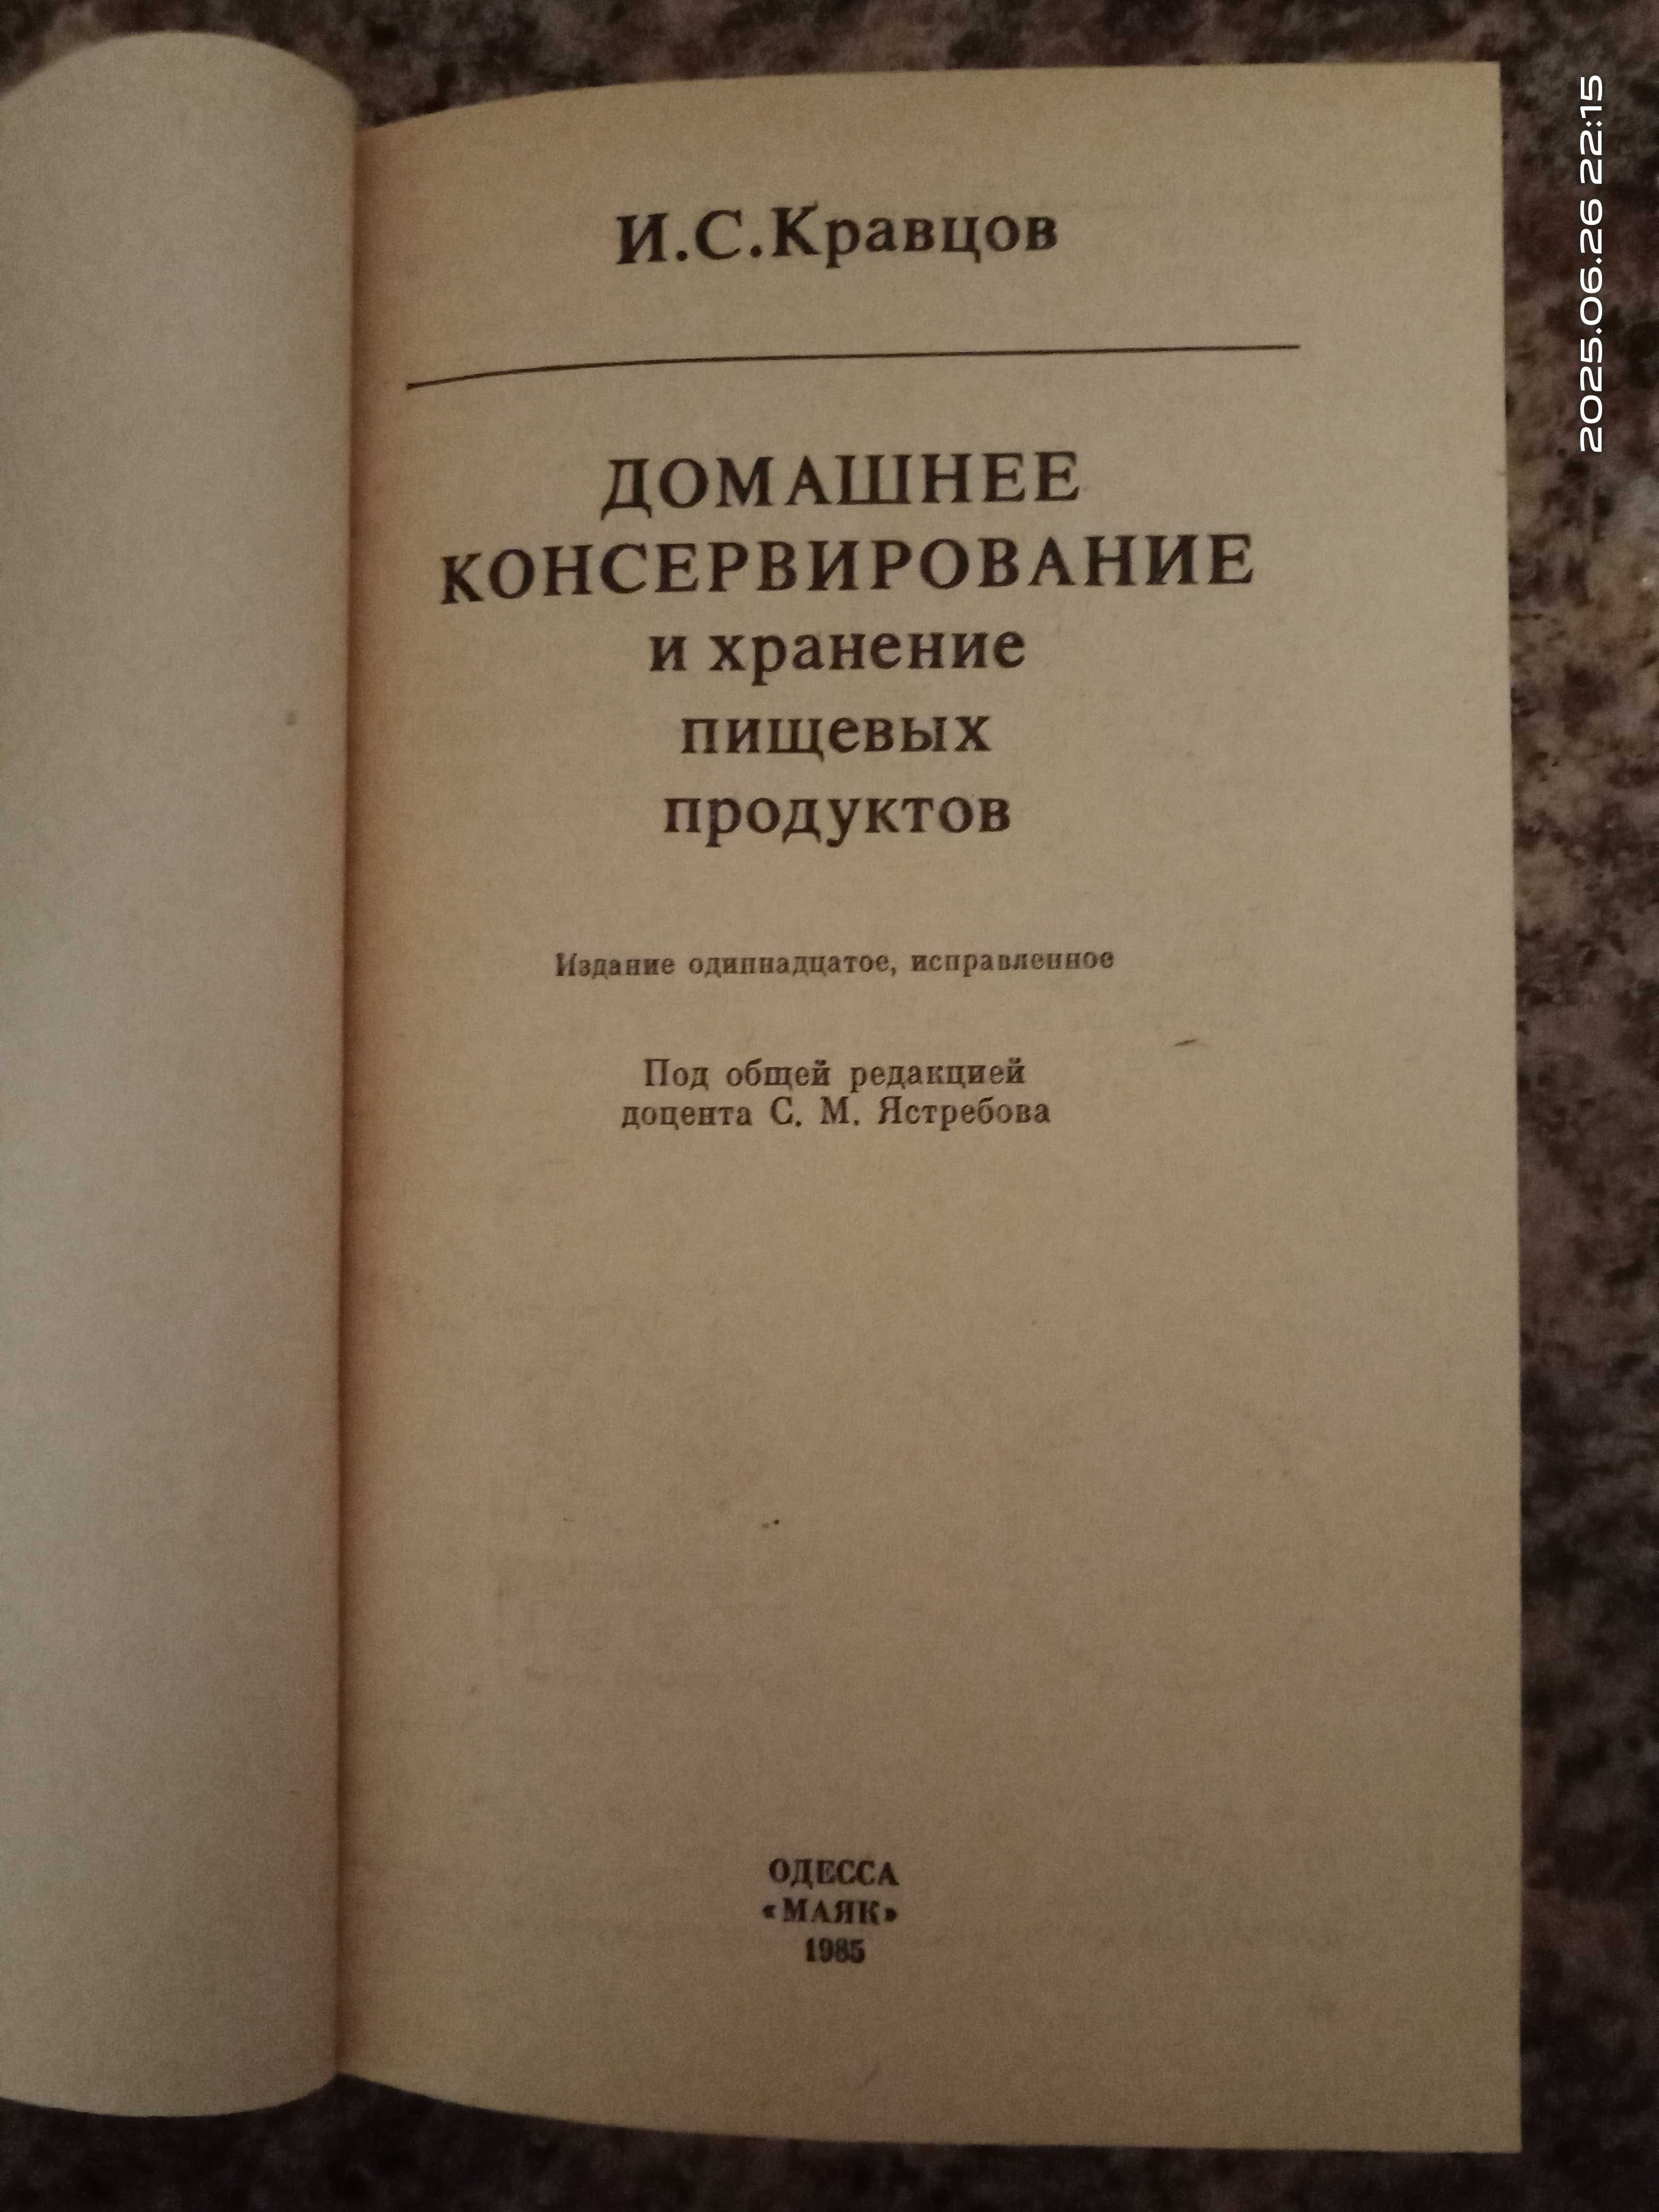 И.С.Кравцов
ДОМАШНЕЕ
КОНСЕРВИРОВАНИЕ
и хранение
пищевых
продуктов
Издание одиннадцатое, исправленное
Под общей редакцией
доцента С. М. Ястребова
ОДЕССА
«МАЯК»
1985
2025.06.26 22:15